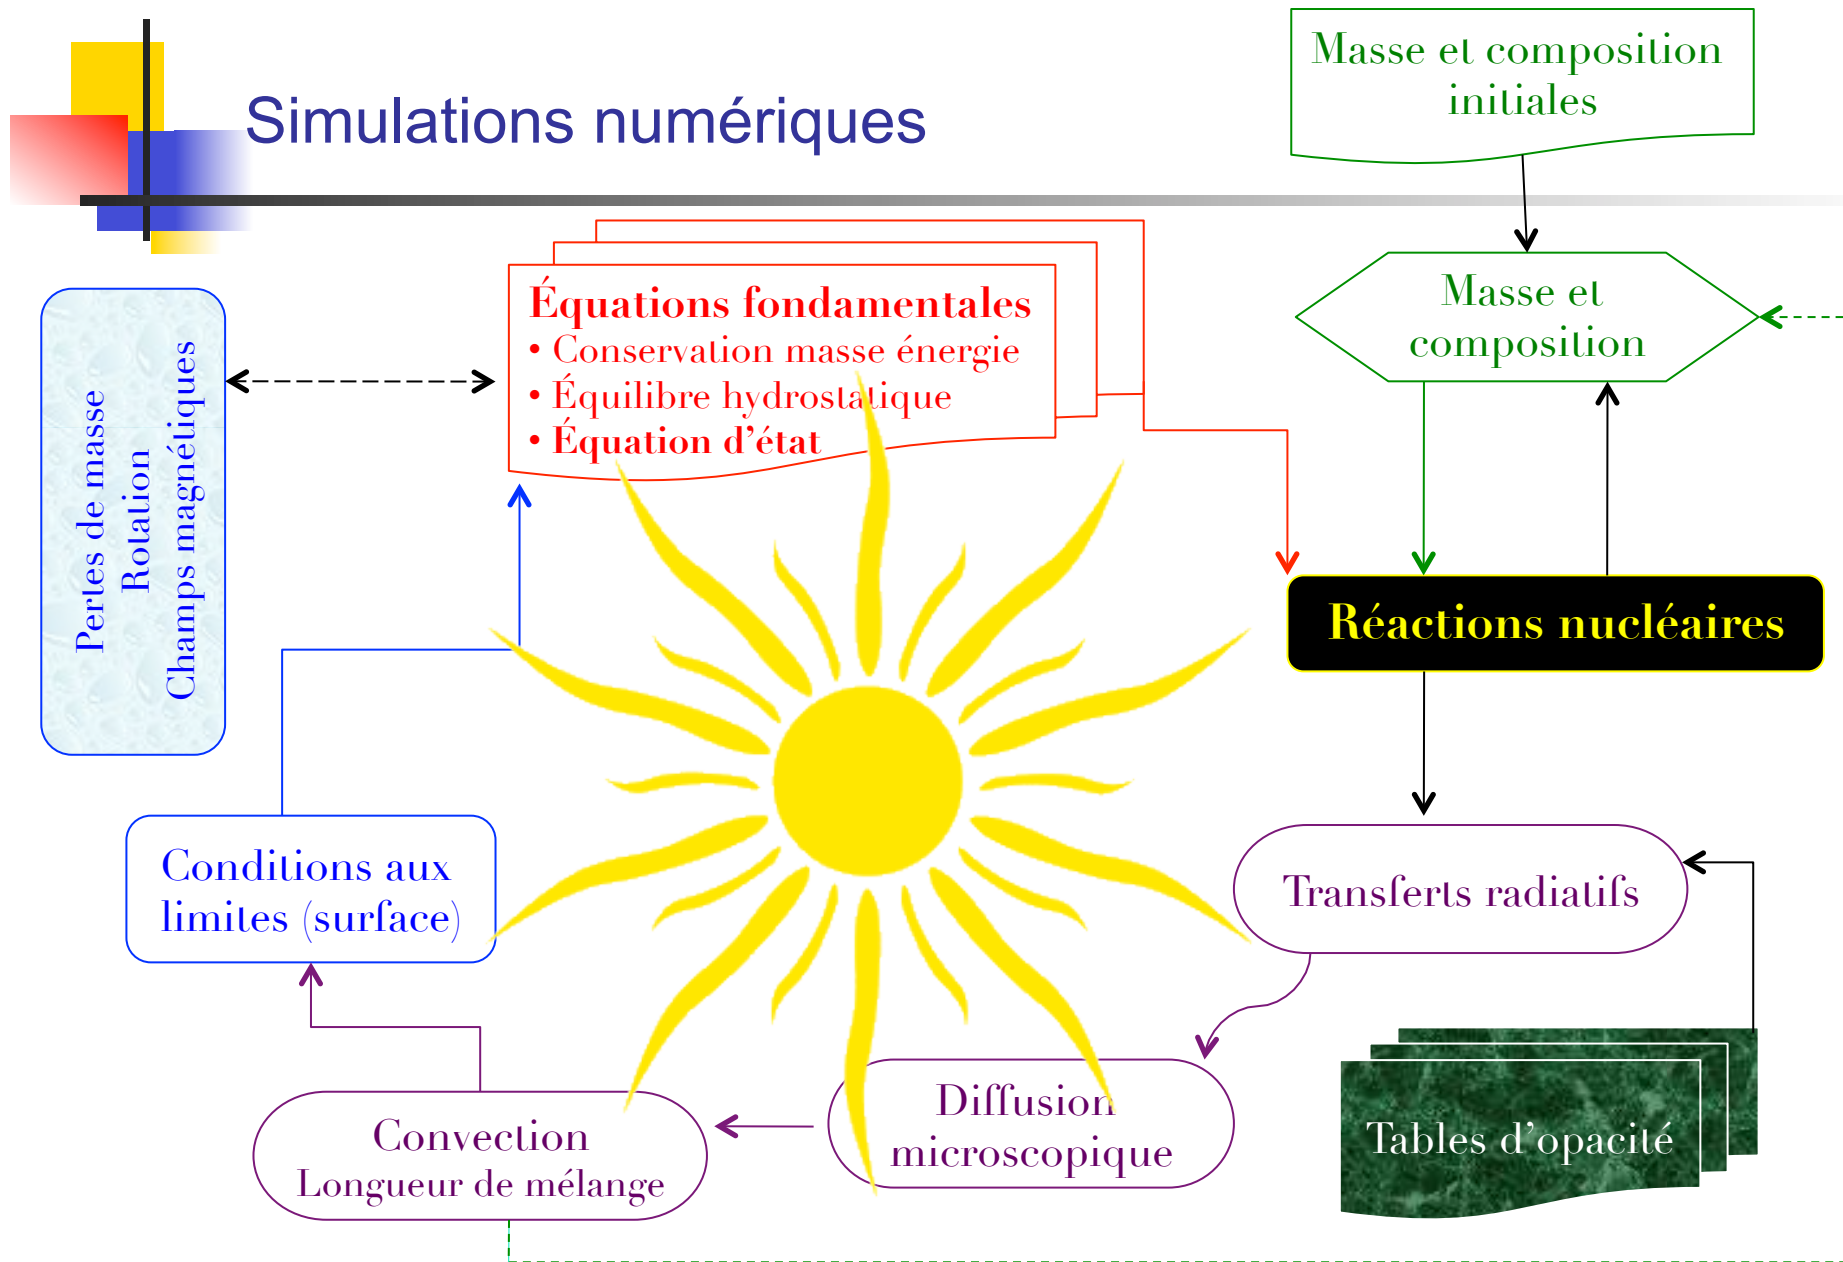 Simulations numériques
Masse et composition
initiales
Équations fondamentales
• Conservation masse énergie
• Équilibre hydrostatique
• Équation d’état
Masse et
composition
Pertes de masse
Rotation
Champs magnétiques
Réactions nucléaires
Conditions aux
limites (surface)
Transferts radiatifs
Diffusion
microscopique
Convection
Longueur de mélange
Tables d’opacité